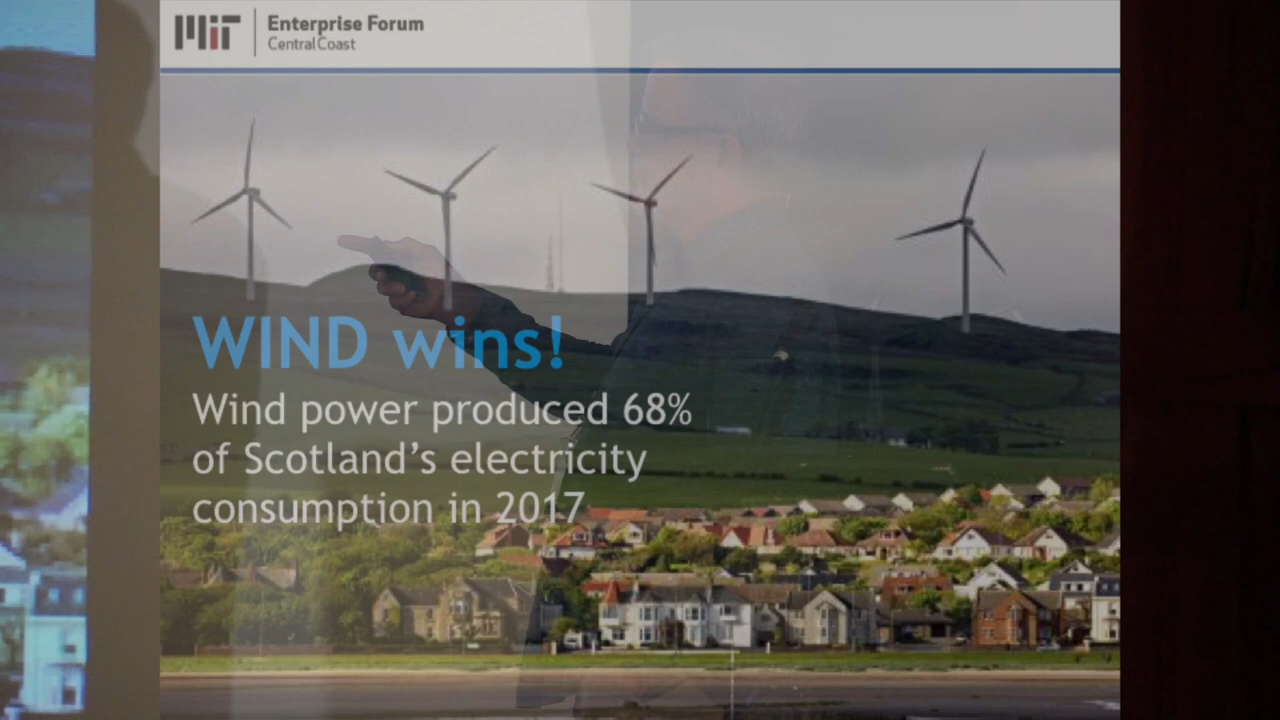 MIT
Enterprise Forum
Central Coast
WIND wins!
Wind power produced 68%
of Scotland's electricity
consumption in 2017